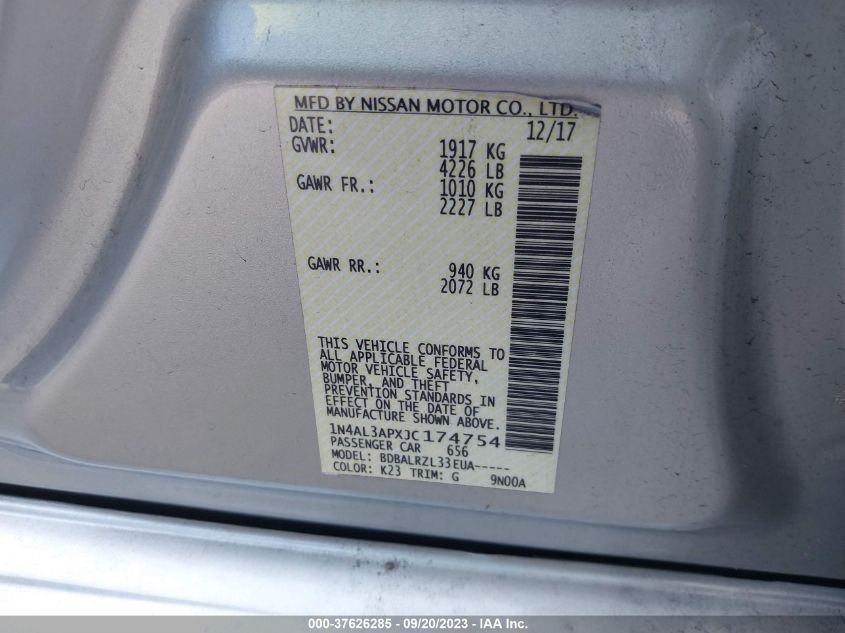 MFD BY NISSAN MOTOR CO., LTD.
DATE: 12/17
GVWR: 1917 KG
4226 LB
GAWR FR.: 1010 KG
2227 LB
GAWR RR.: 940 KG
2072 LB
THIS VEHICLE CONFORMS TO
ALL APPLICABLE FEDERAL
MOTOR VEHICLE SAFETY,
BUMPER, AND THEFT
PREVENTION STANDARDS IN
EFFECT ON THE DATE OF
MANUFACTURE SHOWN ABOVE.
1N4AL3APXJC174754
PASSENGER CAR 656
MODEL: BDBALRZL33EUA-----
COLOR: K23 TRIM: G 9N00A
000-37626285 - 09/20/2023 - IAA Inc.